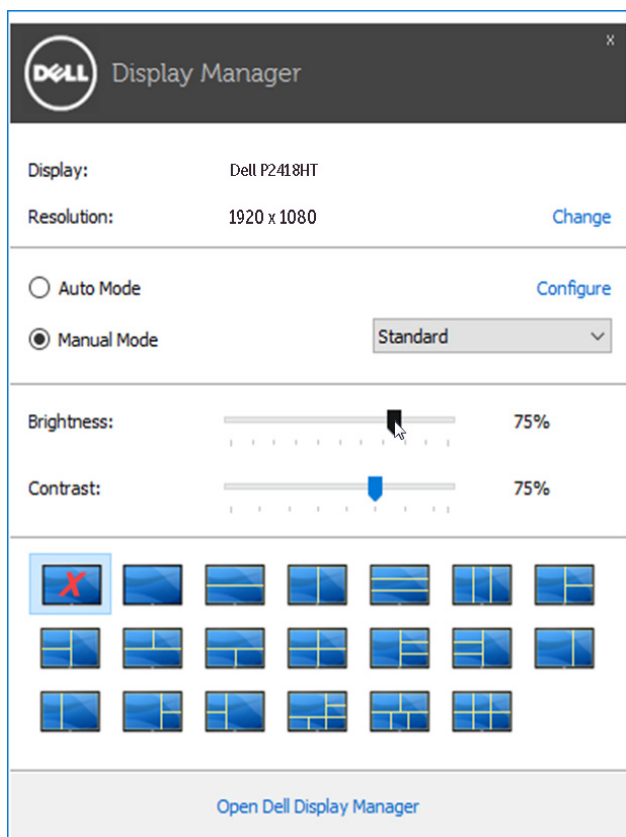 DELL Display Manager
x
Display: Dell P2418HT
Resolution: 1920 x 1080 Change
Auto Mode Configure
Manual Mode Standard
Brightness: 75%
Contrast: 75%
X
Open Dell Display Manager